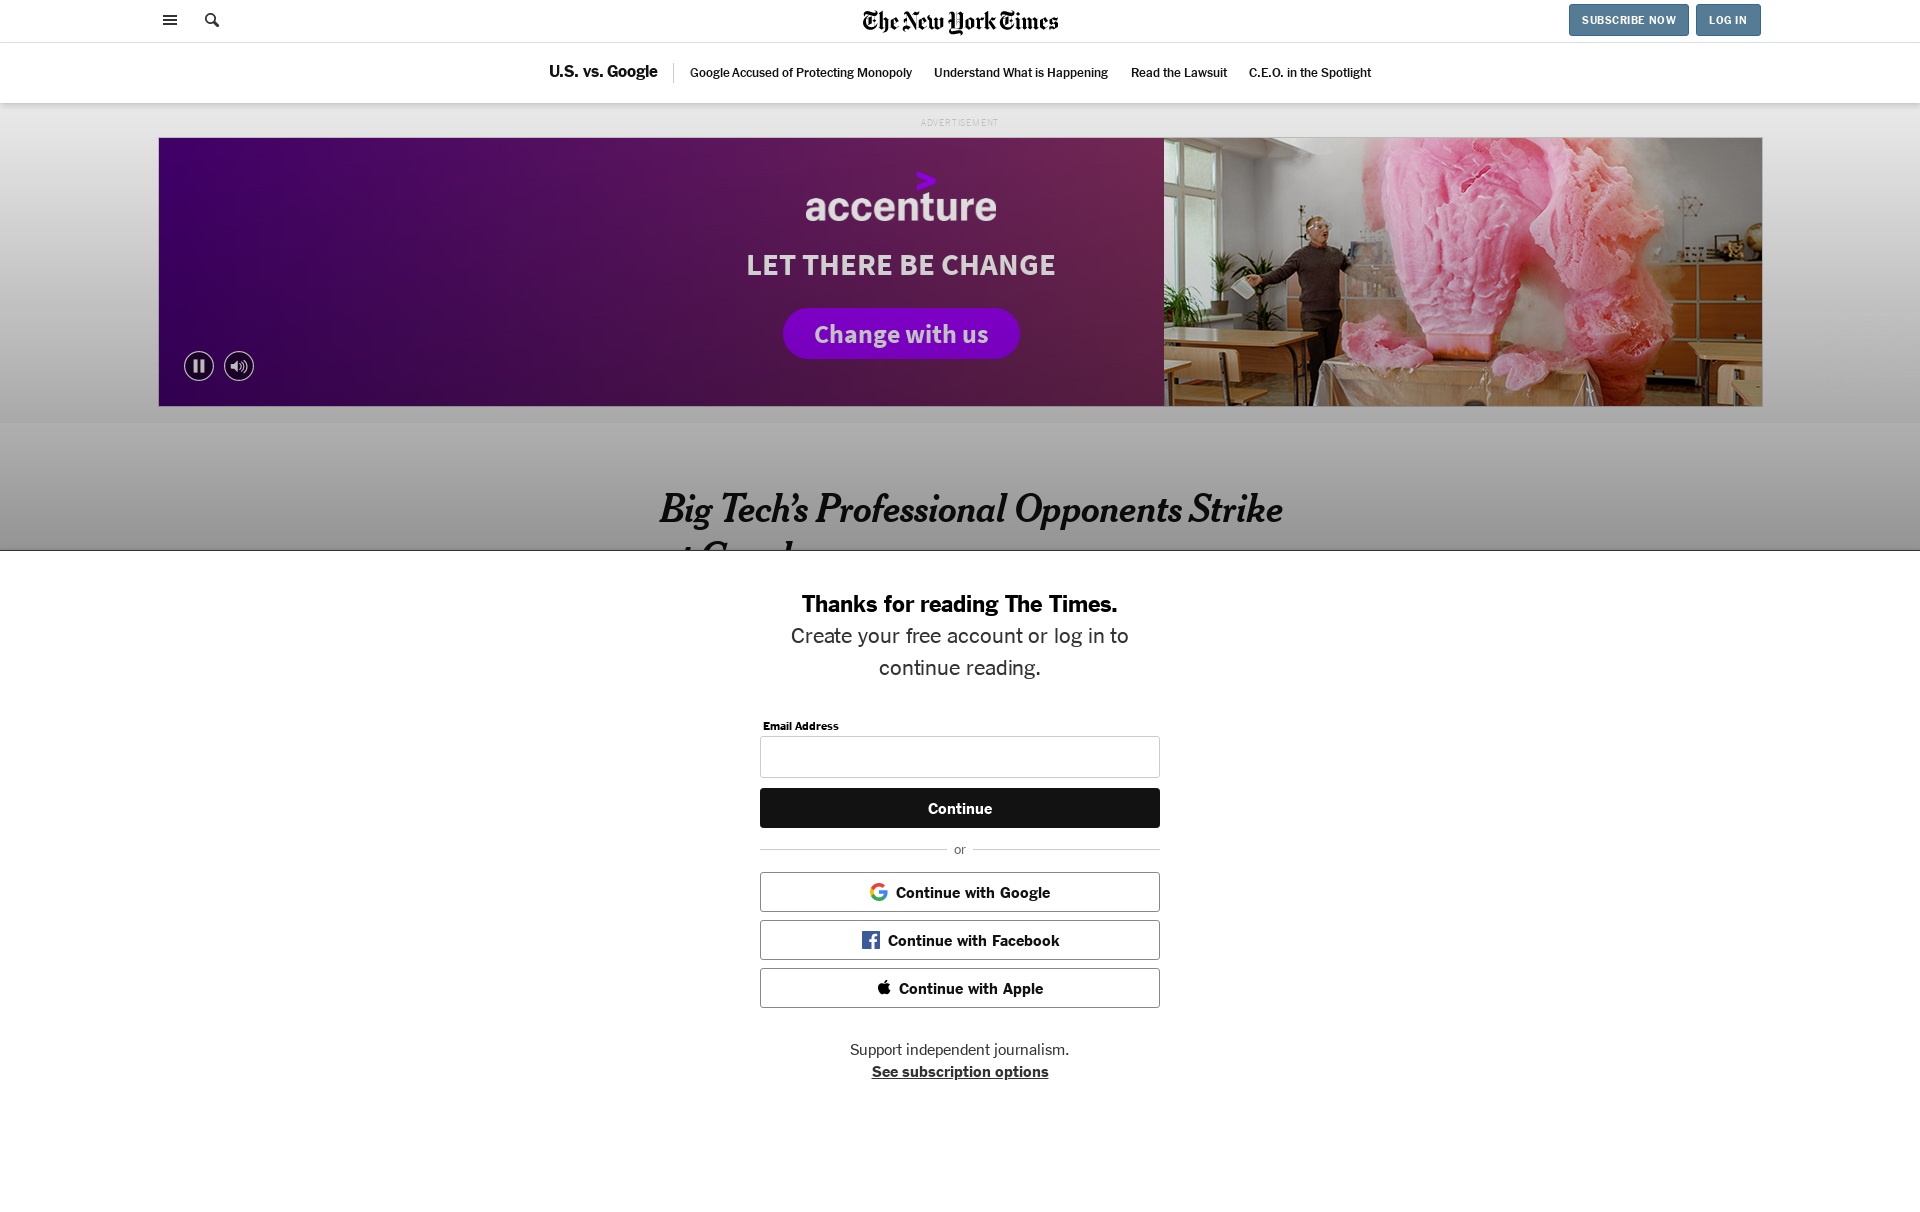 The New York Times
SUBSCRIBE NOW
LOG IN
U.S. vs. Google
Google Accused of Protecting Monopoly
Understand What is Happening
Read the Lawsuit
C.E.O. in the Spotlight
ADVERTISEMENT
accenture
LET THERE BE CHANGE
Change with us
Big Tech's Professional Opponents Strike
Thanks for reading The Times.
Create your free account or log in to
continue reading.
Email Address
Continue
or
Continue with Google
Continue with Facebook
Continue with Apple
Support independent journalism.
See subscription options